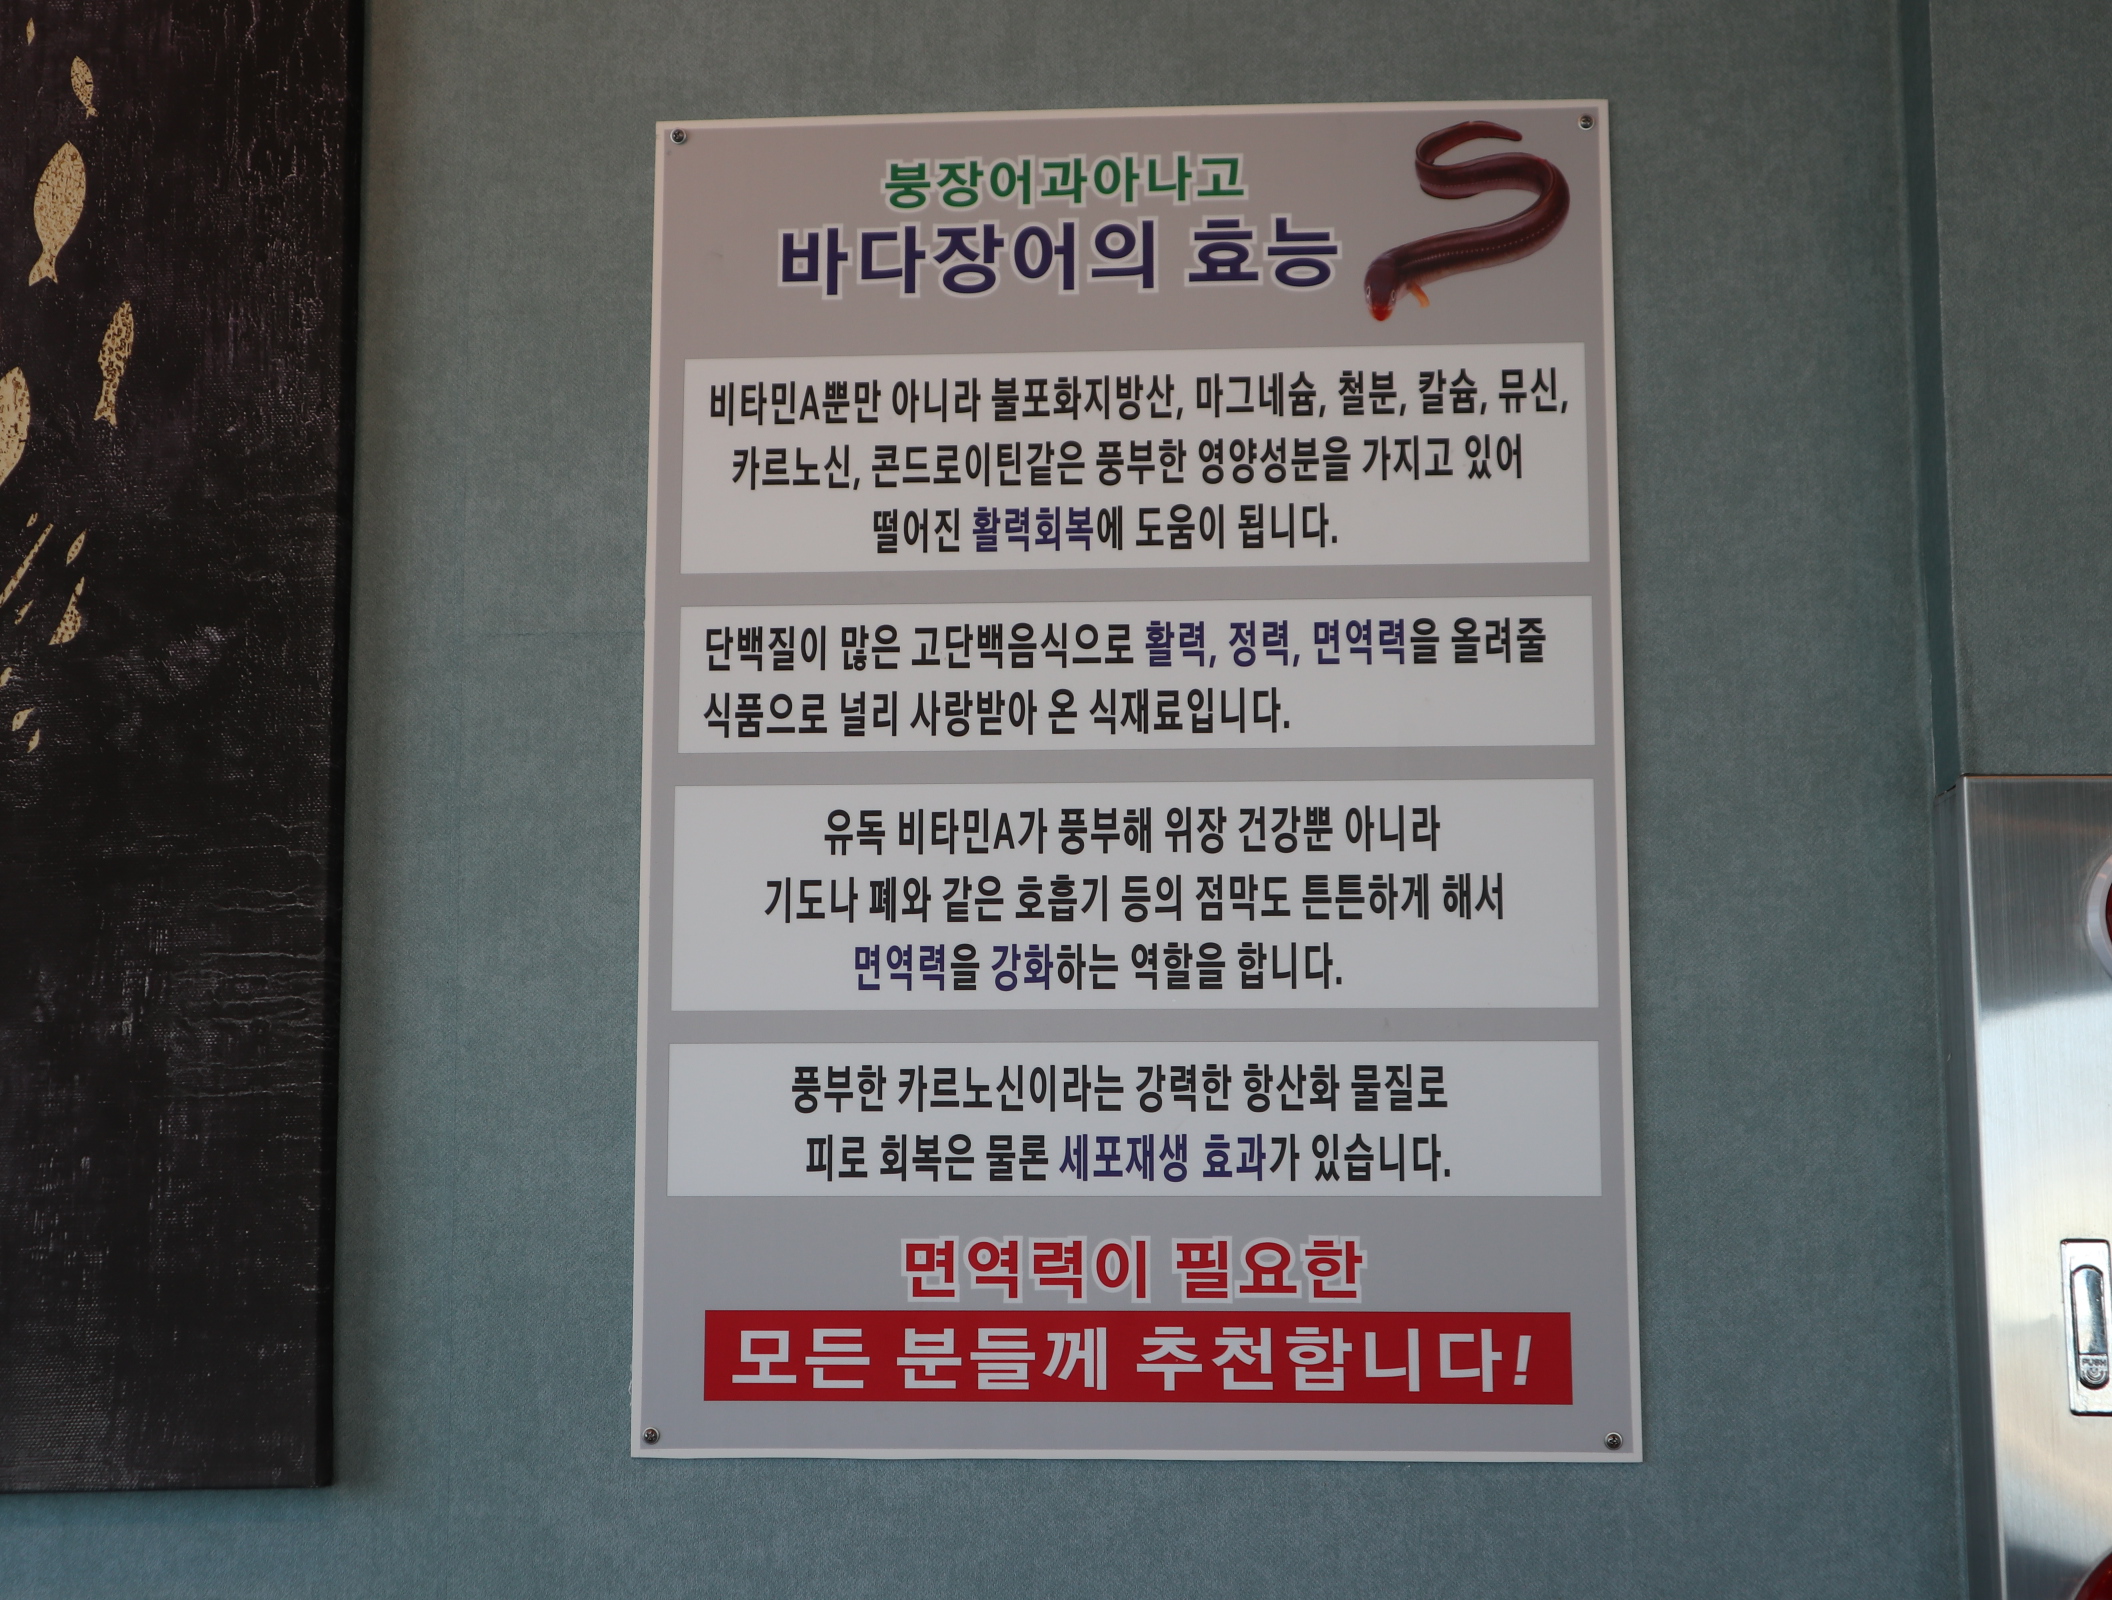 붕장어과아나고
바다장어의 효능
비타민A뿐만 아니라 불포화지방산, 마그네슘, 철분, 칼슘, 뮤신,
카르노신, 콘드로이틴같은 풍부한 영양성분을 가지고 있어
떨어진 활력회복에 도움이 됩니다.
단백질이 많은 고단백음식으로 활력, 정력, 면역력을 올려줄
식품으로 널리 사랑받아 온 식재료입니다.
유독 비타민A가 풍부해 위장 건강뿐 아니라
기도나 폐와 같은 호흡기 등의 점막도 튼튼하게 해서
면역력을 강화하는 역할을 합니다.
풍부한 카르노신이라는 강력한 항산화 물질로
피로 회복은 물론 세포재생 효과가 있습니다.
면역력이 필요한
모든 분들께 추천합니다!
PUSH